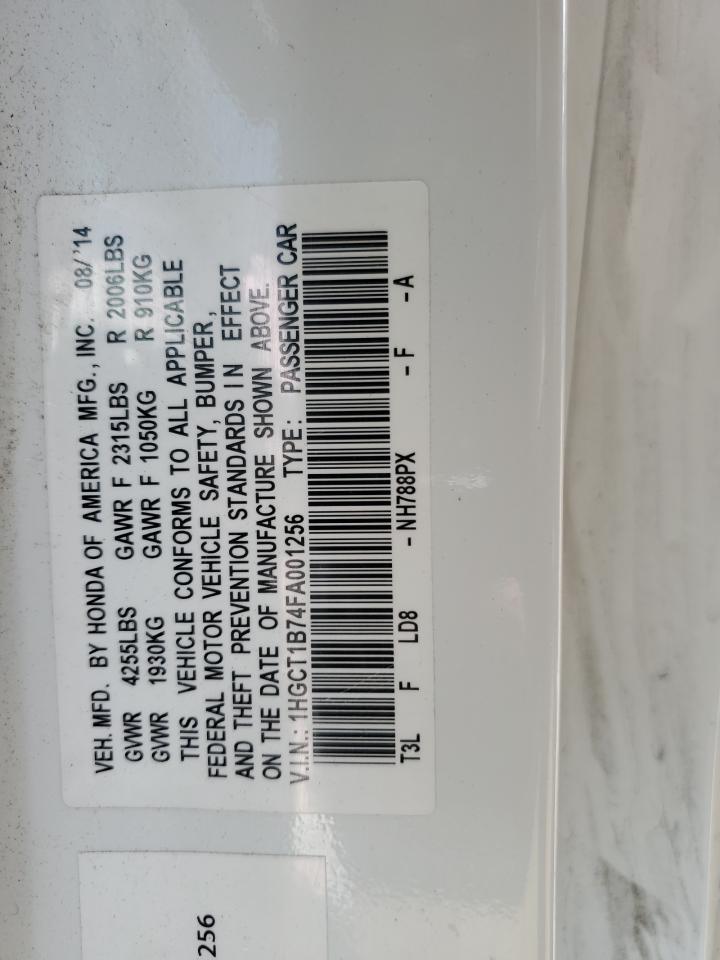 VEH. MFD. BY HONDA OF AMERICA MFG., INC. 08/'14
GVWR 4255LBS GAWR F 2315LBS R 2006LBS
GVWR 1930KG GAWR F 1050KG R 910KG
THIS VEHICLE CONFORMS TO ALL APPLICABLE
FEDERAL MOTOR VEHICLE SAFETY, BUMPER,
AND THEFT PREVENTION STANDARDS IN EFFECT
ON THE DATE OF MANUFACTURE SHOWN ABOVE.
V.I.N.: 1HGCT1B74FA001256 TYPE: PASSENGER CAR
T3L F LD8 - NH788PX - F - A
256